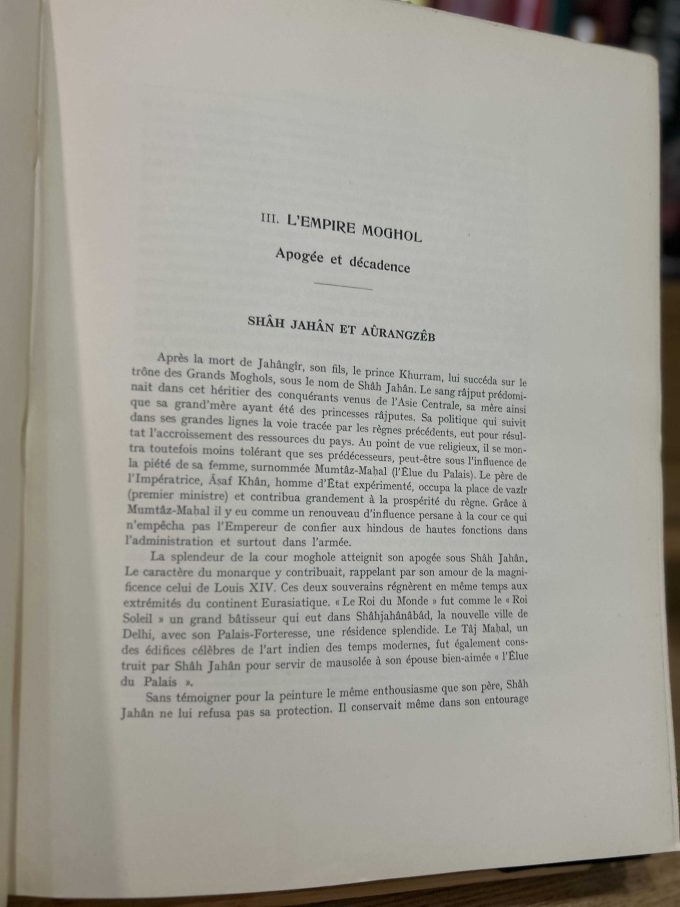 III. L'EMPIRE MOGHOL
Apogée et décadence
SHÂH JAHÂN ET AÛRANGZÊB
Après la mort de Jahângîr, son fils, le prince Khurram, lui succéda sur le
trône des Grands Moghols, sous le nom de Shâh Jahân. Le sang râjput prédomi-
nait dans cet héritier des conquérants venus de l'Asie Centrale, sa mère ainsi
que sa grand'mère ayant été des princesses râjputes. Sa politique qui suivit
dans ses grandes lignes la voie tracée par les règnes précédents, eut pour résul-
tat l'accroissement des ressources du pays. Au point de vue religieux, il se mon-
tra toutefois moins tolérant que ses prédécesseurs, peut-être sous l'influence de
la piété de sa femme, surnommée Mumtâz-Maḥal (l'Élue du Palais). Le père de
l'Impératrice, Âṣaf Khân, homme d'État expérimenté, occupa la place de vazîr
(premier ministre) et contribua grandement à la prospérité du règne. Grâce à
Mumtâz-Maḥal il y eu comme un renouveau d'influence persane à la cour ce qui
n'empêcha pas l'Empereur de confier aux hindous de hautes fonctions dans
l'administration et surtout dans l'armée.
La splendeur de la cour moghole atteignit son apogée sous Shâh Jahân.
Le caractère du monarque y contribuait, rappelant par son amour de la magni-
ficence celui de Louis XIV. Ces deux souverains régnèrent en même temps aux
extrémités du continent Eurasiatique. « Le Roi du Monde » fut comme le « Roi
Soleil » un grand bâtisseur qui eut dans Shâhjahânâbâd, la nouvelle ville de
Delhi, avec son Palais-Forteresse, une résidence splendide. Le Tâj Maḥal, un
des édifices célèbres de l'art indien des temps modernes, fut également cons-
truit par Shâh Jahân pour servir de mausolée à son épouse bien-aimée « l'Élue
du Palais ».
Sans témoigner pour la peinture le même enthousiasme que son père, Shâh
Jahân ne lui refusa pas sa protection. Il conservait même dans son entourage